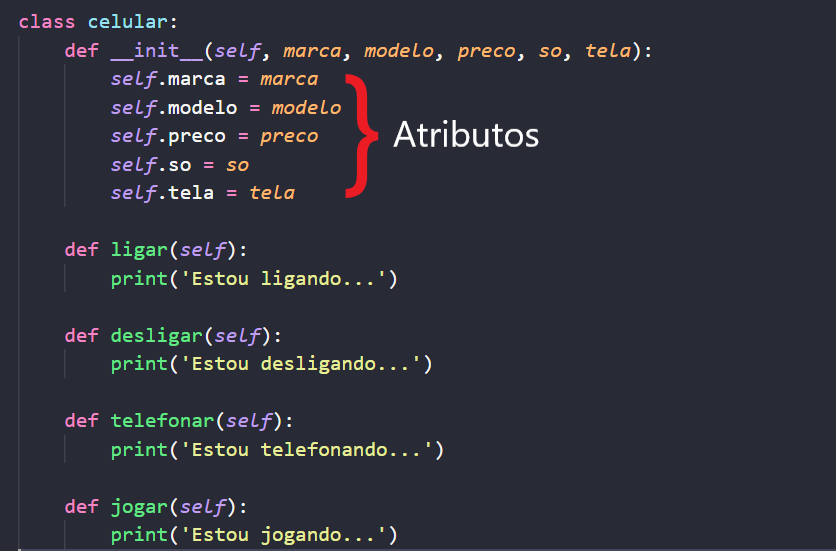 class celular:
    def __init__(self, marca, modelo, preco, so, tela):
        self.marca = marca
        self.modelo = modelo
        self.preco = preco
        self.so = so
        self.tela = tela
Atributos

    def ligar(self):
        print('Estou ligando...')

    def desligar(self):
        print('Estou desligando...')

    def telefonar(self):
        print('Estou telefonando...')

    def jogar(self):
        print('Estou jogando...')